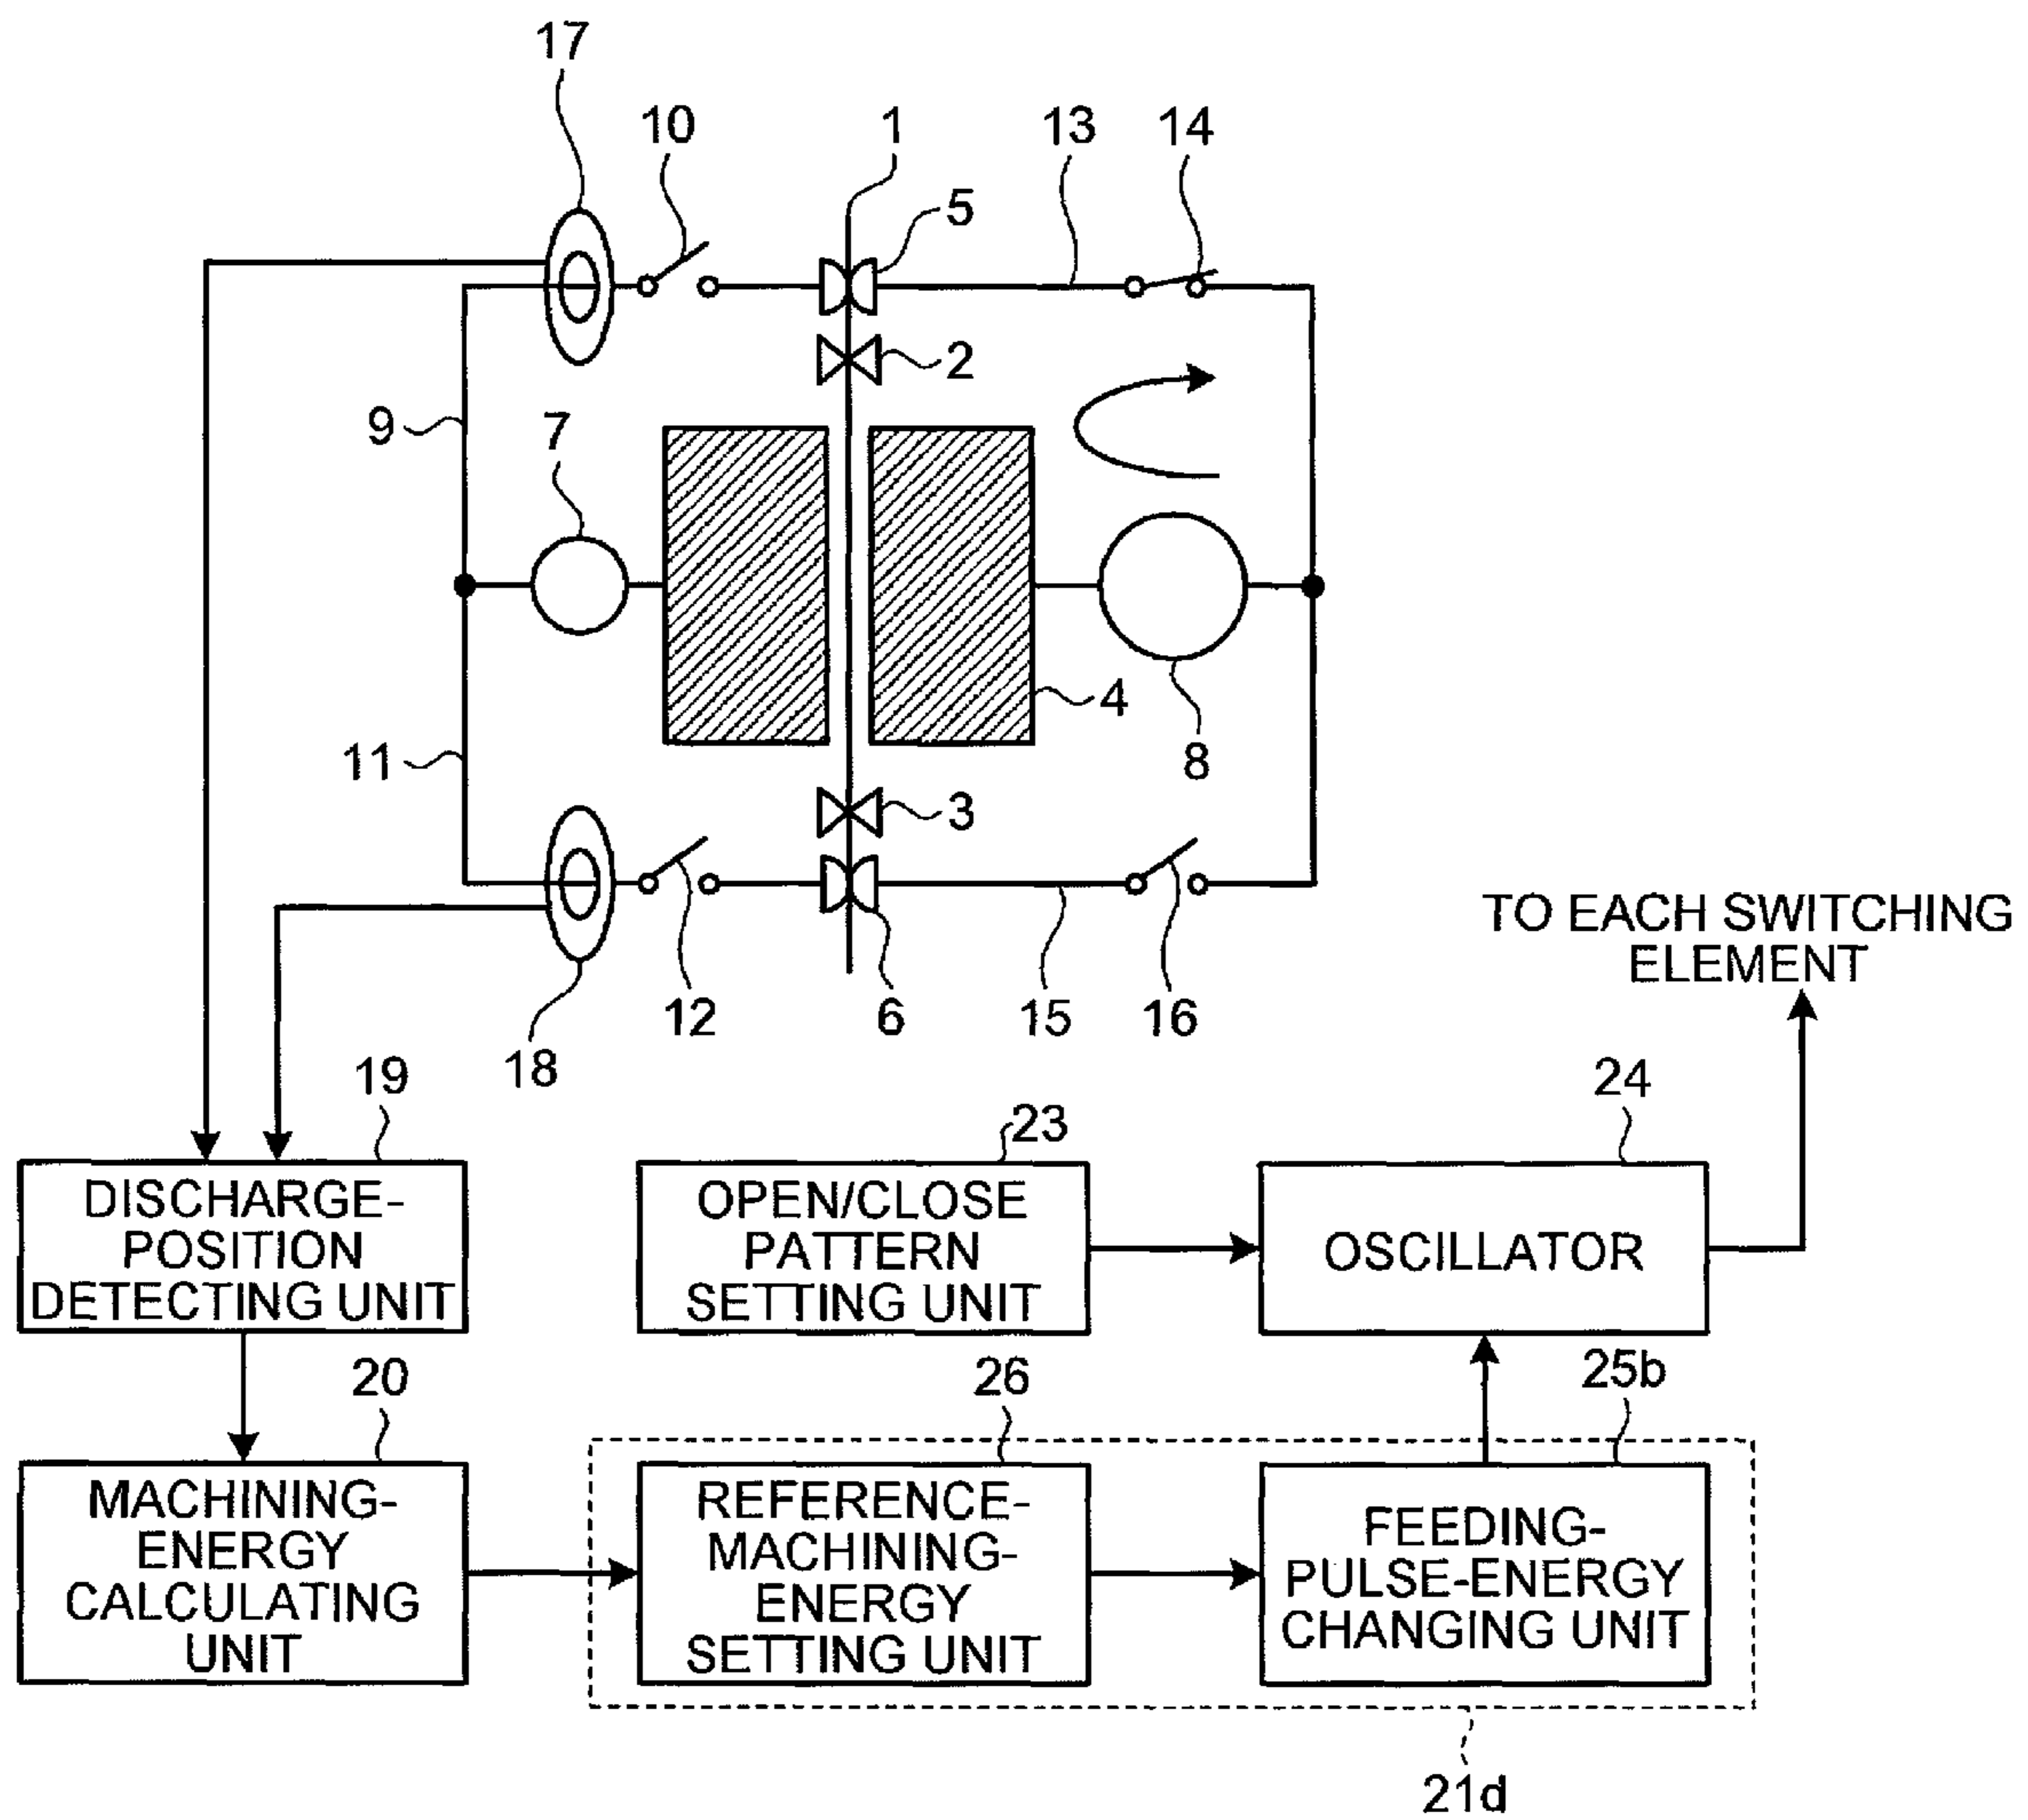 17
10
1
13
14
5
2
9
7
4
8
11
3
12
6
15
16
18
TO EACH SWITCHING
ELEMENT
19
23
24
DISCHARGE-
POSITION
DETECTING UNIT
OPEN/CLOSE
PATTERN
SETTING UNIT
OSCILLATOR
20
26
25b
MACHINING-
ENERGY
CALCULATING
UNIT
REFERENCE-
MACHINING-
ENERGY
SETTING UNIT
FEEDING-
PULSE-ENERGY
CHANGING UNIT
21d